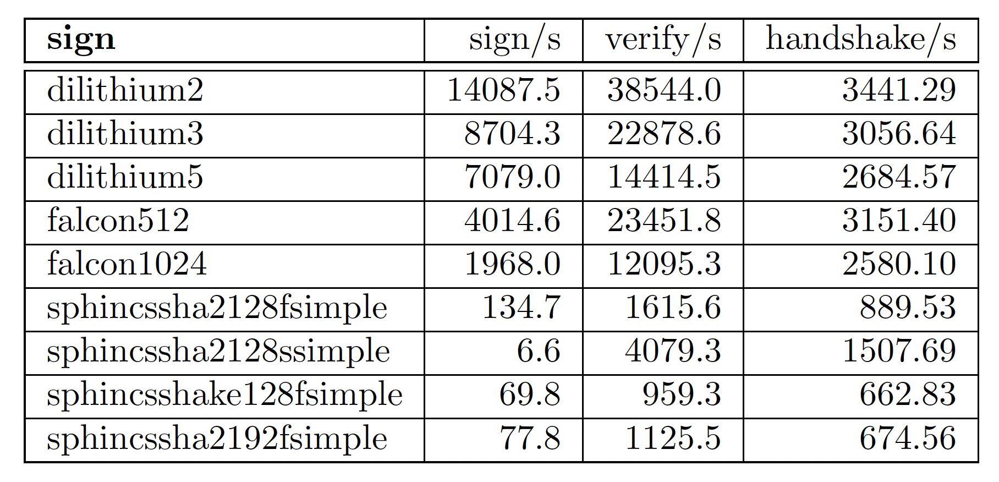 sign sign/s verify/s handshake/s
dilithium2 14087.5 38544.0 3441.29
dilithium3 8704.3 22878.6 3056.64
dilithium5 7079.0 14414.5 2684.57
falcon512 4014.6 23451.8 3151.40
falcon1024 1968.0 12095.3 2580.10
sphincssha2128fsimple 134.7 1615.6 889.53
sphincssha2128ssimple 6.6 4079.3 1507.69
sphincsshake128fsimple 69.8 959.3 662.83
sphincssha2192fsimple 77.8 1125.5 674.56